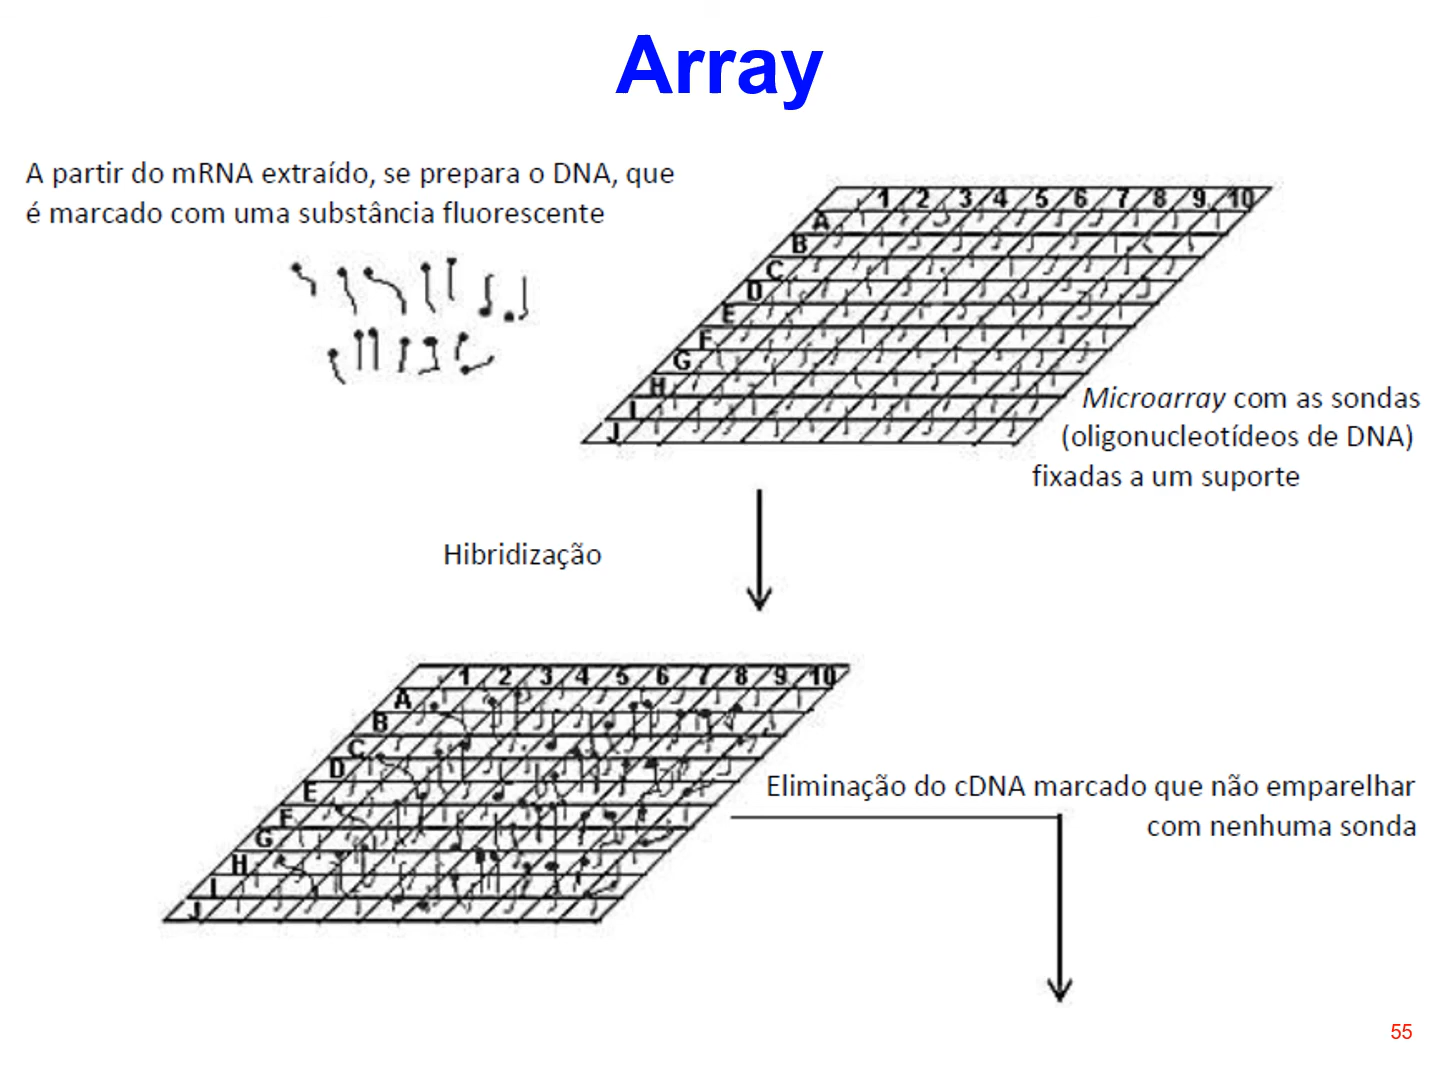 Array
A partir do mRNA extraído, se prepara o DNA, que
é marcado com uma substância fluorescente
1 2 3 4 5 6 7 8 9 10
A
B
C
D
E
F
G
H
I
J
Microarray com as sondas
(oligonucleotídeos de DNA)
fixadas a um suporte
Hibridização
1 2 3 4 5 6 7 8 9 10
A
B
C
D
E
F
G
H
I
J
Eliminação do cDNA marcado que não emparelhar
com nenhuma sonda
55